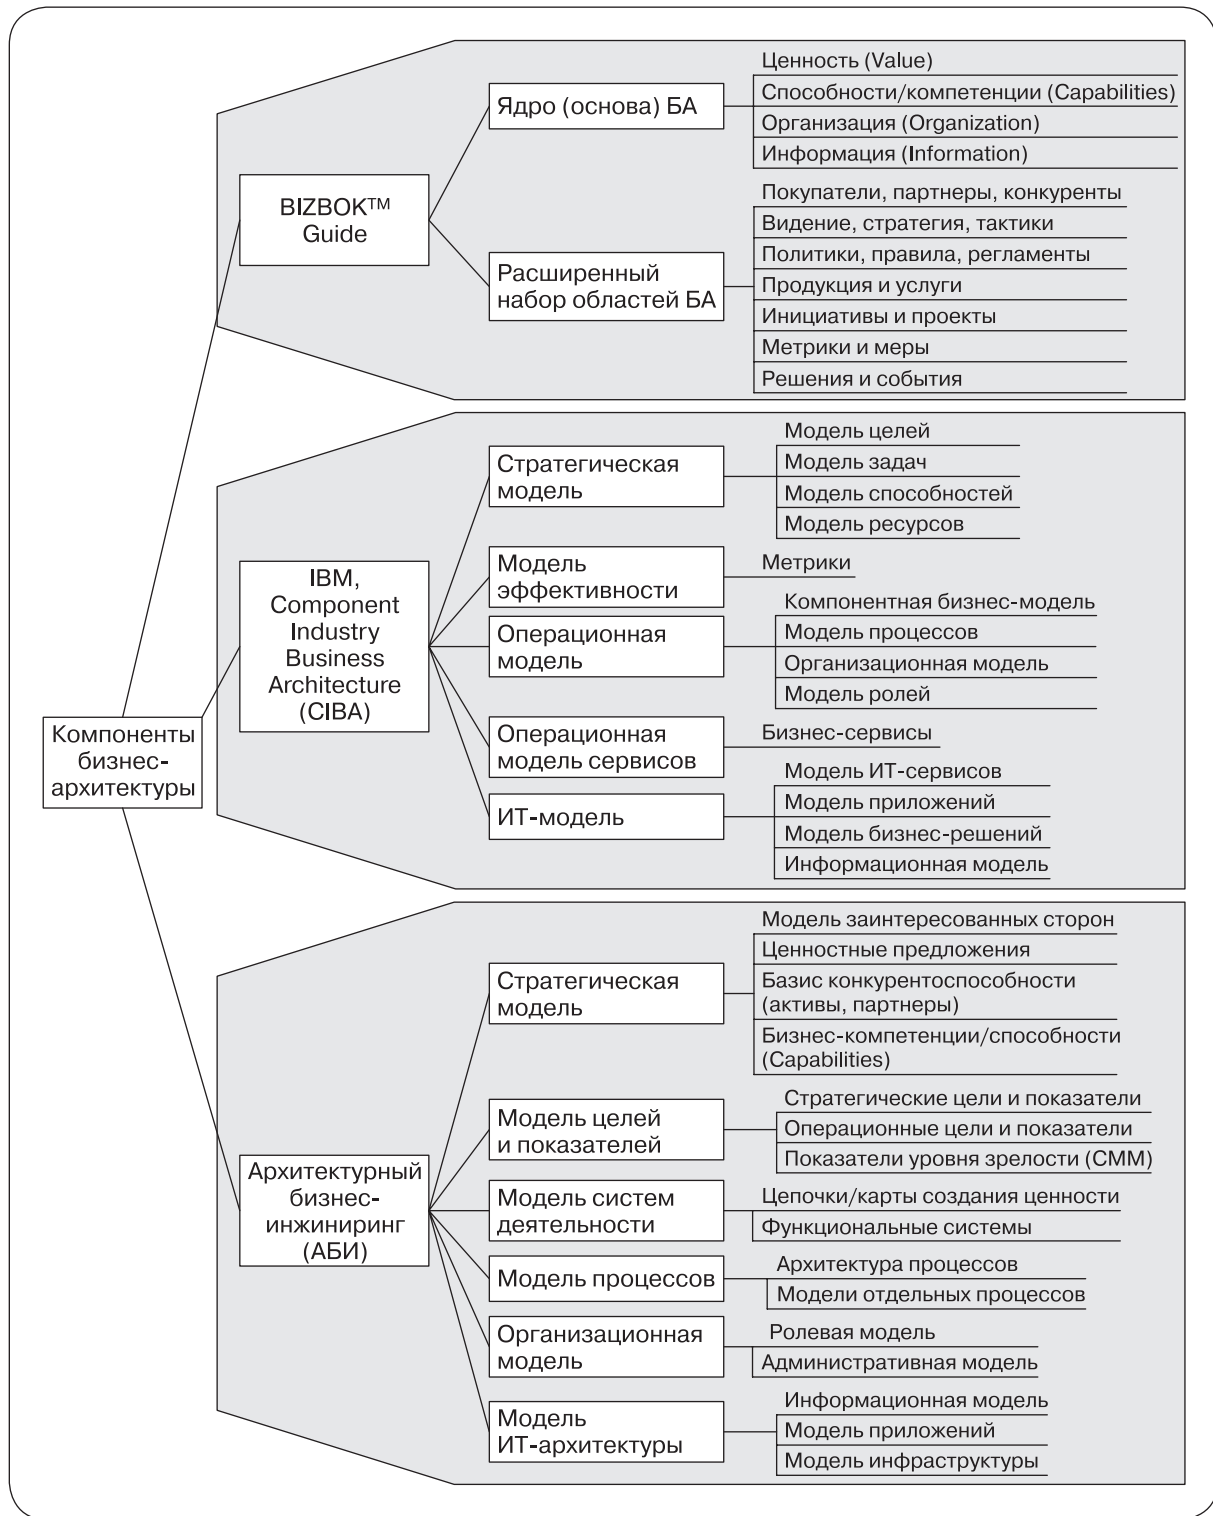 Компоненты
бизнес-
архитектуры
BIZBOK™
Guide
Ядро (основа) БА
Ценность (Value)
Способности/компетенции (Capabilities)
Организация (Organization)
Информация (Information)
Расширенный
набор областей БА
Покупатели, партнеры, конкуренты
Видение, стратегия, тактики
Политики, правила, регламенты
Продукция и услуги
Инициативы и проекты
Метрики и меры
Решения и события
IBM,
Component
Industry
Business
Architecture
(CIBA)
Стратегическая
модель
Модель целей
Модель задач
Модель способностей
Модель ресурсов
Модель
эффективности
Метрики
Операционная
модель
Компонентная бизнес-модель
Модель процессов
Организационная модель
Модель ролей
Операционная
модель сервисов
Бизнес-сервисы
ИТ-модель
Модель ИТ-сервисов
Модель приложений
Модель бизнес-решений
Информационная модель
Архитектурный
бизнес-
инжиниринг
(АБИ)
Стратегическая
модель
Модель заинтересованных сторон
Ценностные предложения
Базис конкурентоспособности
(активы, партнеры)
Бизнес-компетенции/способности
(Capabilities)
Модель целей
и показателей
Стратегические цели и показатели
Операционные цели и показатели
Показатели уровня зрелости (СММ)
Модель систем
деятельности
Цепочки/карты создания ценности
Функциональные системы
Модель процессов
Архитектура процессов
Модели отдельных процессов
Организационная
модель
Ролевая модель
Административная модель
Модель
ИТ-архитектуры
Информационная модель
Модель приложений
Модель инфраструктуры